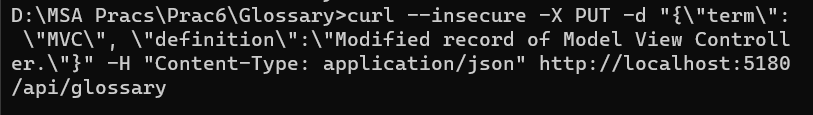 D:\MSA Pracs\Prac6\Glossary>curl --insecure -X PUT -d "{\"term\":
 \"MVC\", \"definition\":\"Modified record of Model View Controll
er.\"}" -H "Content-Type: application/json" http://localhost:5180
/api/glossary